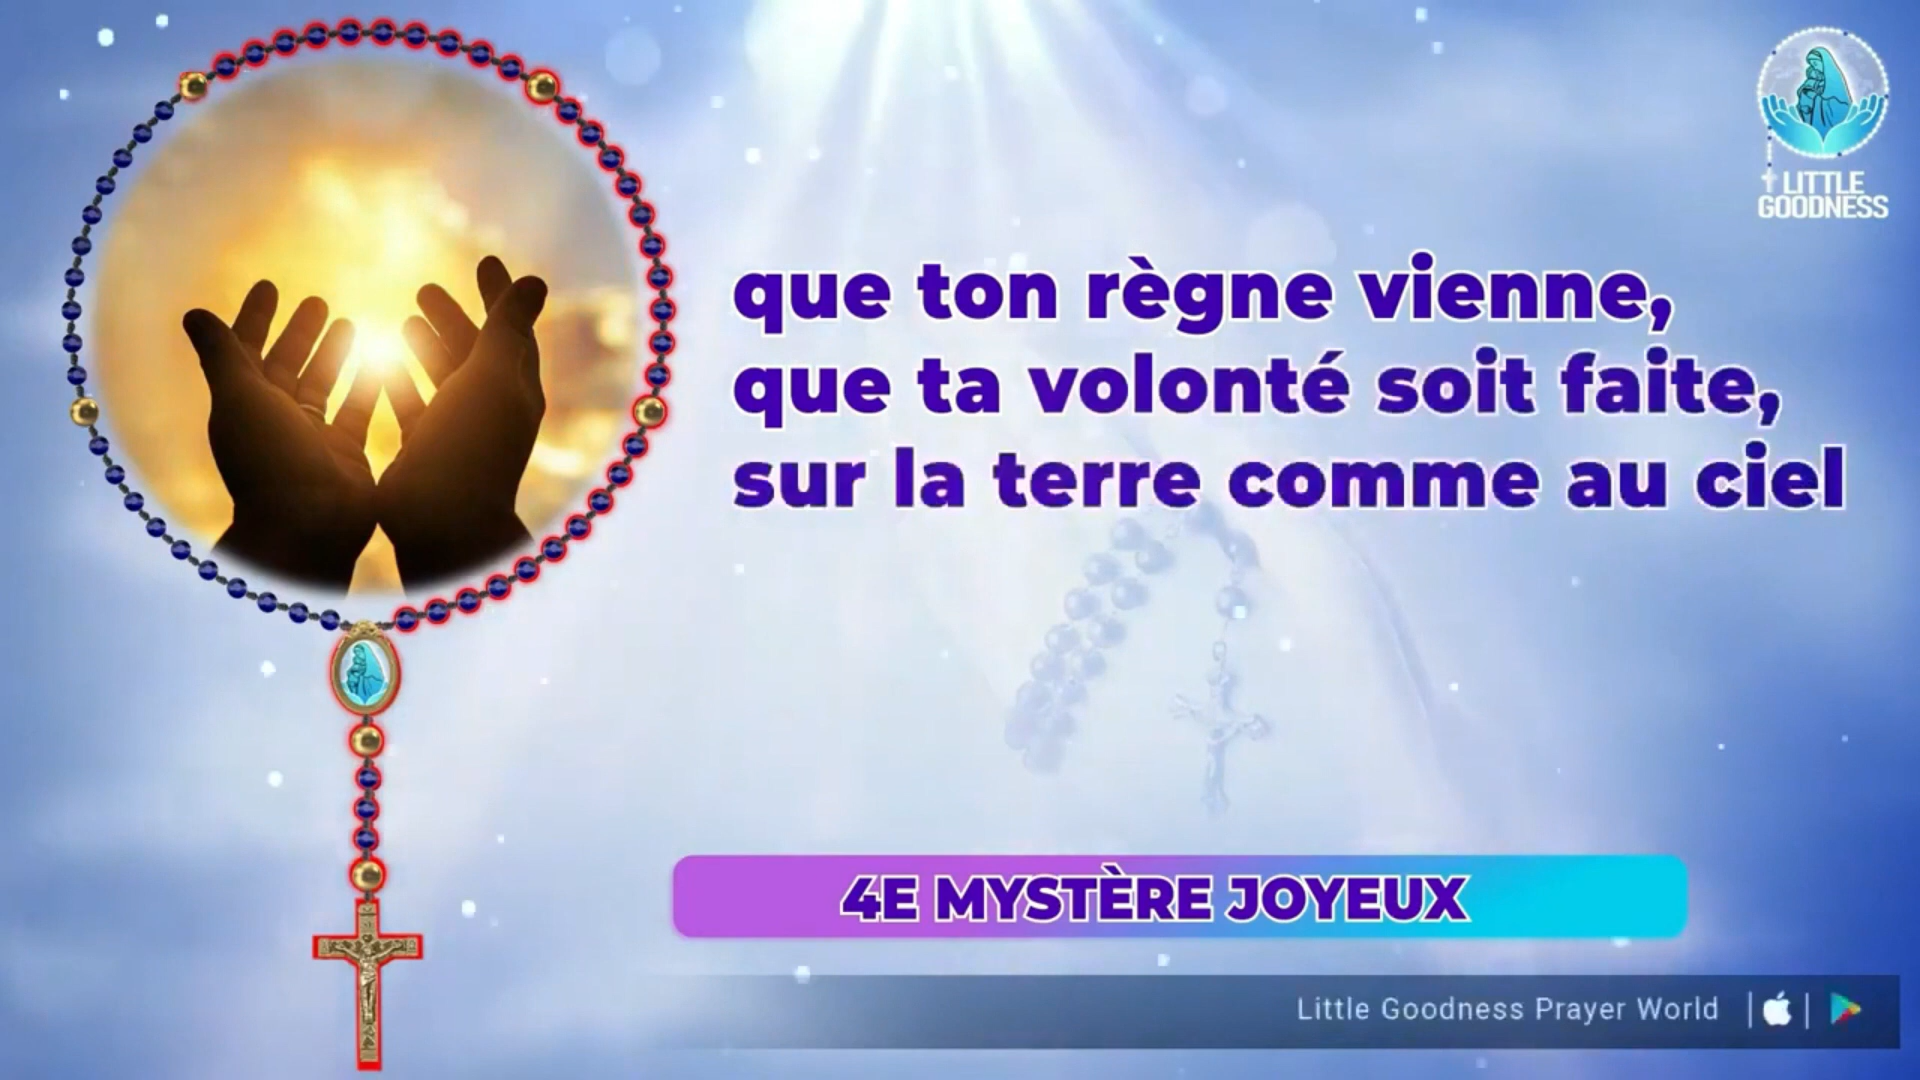 LITTLE
GOODNESS
que ton règne vienne,
que ta volonté soit faite,
sur la terre comme au ciel
4E MYSTÈRE JOYEUX
Little Goodness Prayer World